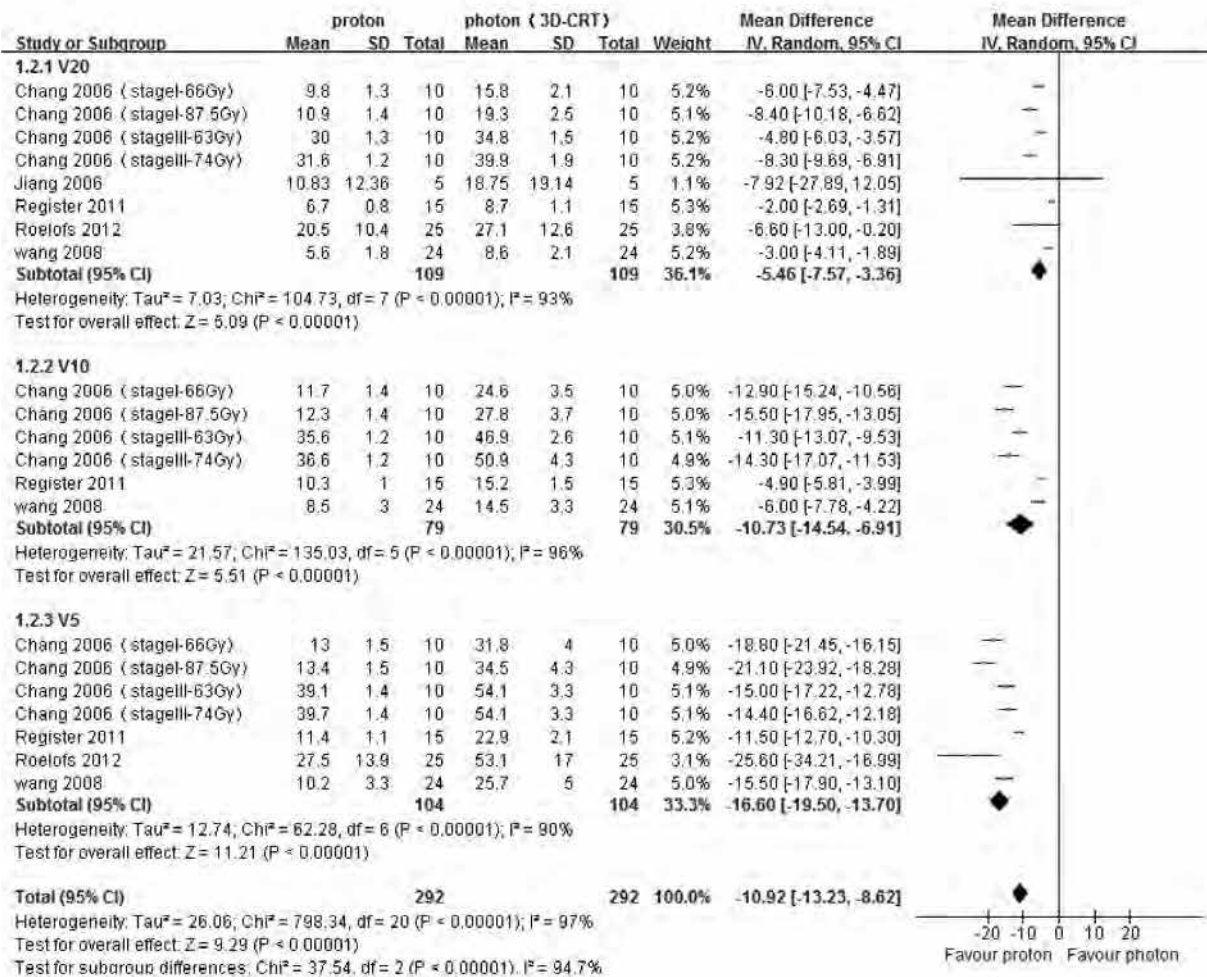 proton photon ( 3D-CRT) Mean Difference Mean Difference
Study or Subgroup Mean SD Total Mean SD Total Weight IV, Random, 95% CI IV, Random, 95% CI
1.2.1 V20
Chang 2006 ( stageI-66Gy) 9.8 1.3 10 15.8 2.1 10 5.2% -6.00 [-7.53, -4.47]
Chang 2006 ( stageI-87.5Gy) 10.9 1.4 10 19.3 2.5 10 5.1% -8.40 [-10.18, -6.62]
Chang 2006 ( stageIII-63Gy) 30 1.3 10 34.8 1.5 10 5.2% -4.80 [-6.03, -3.57]
Chang 2006 ( stageIII-74Gy) 31.6 1.2 10 39.9 1.9 10 5.2% -8.30 [-9.69, -6.91]
Jiang 2006 10.83 12.36 5 18.75 19.14 5 1.1% -7.92 [-27.89, 12.05]
Register 2011 6.7 0.8 15 8.7 1.1 15 5.3% -2.00 [-2.69, -1.31]
Roelofs 2012 20.5 10.4 25 27.1 12.6 25 3.8% -6.60 [-13.00, -0.20]
wang 2008 5.6 1.8 24 8.6 2.1 24 5.2% -3.00 [-4.11, -1.89]
Subtotal (95% CI) 109 109 36.1% -5.46 [-7.57, -3.36]
Heterogeneity: Tau² = 7.03; Chi² = 104.73, df = 7 (P < 0.00001); I² = 93%
Test for overall effect: Z = 5.09 (P < 0.00001)
1.2.2 V10
Chang 2006 ( stageI-66Gy) 11.7 1.4 10 24.6 3.5 10 5.0% -12.90 [-15.24, -10.56]
Chang 2006 ( stageI-87.5Gy) 12.3 1.4 10 27.8 3.7 10 5.0% -15.50 [-17.95, -13.05]
Chang 2006 ( stageIII-63Gy) 35.6 1.2 10 46.9 2.6 10 5.1% -11.30 [-13.07, -9.53]
Chang 2006 ( stageIII-74Gy) 36.6 1.2 10 50.9 4.3 10 4.9% -14.30 [-17.07, -11.53]
Register 2011 10.3 1 15 15.2 1.5 15 5.3% -4.90 [-5.81, -3.99]
wang 2008 8.5 3 24 14.5 3.3 24 5.1% -6.00 [-7.78, -4.22]
Subtotal (95% CI) 79 79 30.5% -10.73 [-14.54, -6.91]
Heterogeneity: Tau² = 21.57; Chi² = 135.03, df = 5 (P < 0.00001); I² = 96%
Test for overall effect: Z = 5.51 (P < 0.00001)
1.2.3 V5
Chang 2006 ( stageI-66Gy) 13 1.5 10 31.8 4 10 5.0% -18.80 [-21.45, -16.15]
Chang 2006 ( stageI-87.5Gy) 13.4 1.5 10 34.5 4.3 10 4.9% -21.10 [-23.92, -18.28]
Chang 2006 ( stageIII-63Gy) 39.1 1.4 10 54.1 3.3 10 5.1% -15.00 [-17.22, -12.78]
Chang 2006 ( stageIII-74Gy) 39.7 1.4 10 54.1 3.3 10 5.1% -14.40 [-16.62, -12.18]
Register 2011 11.4 1.1 15 22.9 2.1 15 5.2% -11.50 [-12.70, -10.30]
Roelofs 2012 27.5 13.9 25 53.1 17 25 3.1% -25.60 [-34.21, -16.99]
wang 2008 10.2 3.3 24 25.7 5 24 5.0% -15.50 [-17.90, -13.10]
Subtotal (95% CI) 104 104 33.3% -16.60 [-19.50, -13.70]
Heterogeneity: Tau² = 12.74; Chi² = 62.28, df = 6 (P < 0.00001); I² = 90%
Test for overall effect: Z = 11.21 (P < 0.00001)
Total (95% CI) 292 292 100.0% -10.92 [-13.23, -8.62]
Heterogeneity: Tau² = 26.06; Chi² = 798.34, df = 20 (P < 0.00001); I² = 97%
Test for overall effect: Z = 9.29 (P < 0.00001)
Test for subgroup differences: Chi² = 37.54, df = 2 (P < 0.00001), I² = 94.7%
-20 -10 0 10 20
Favour proton Favour photon